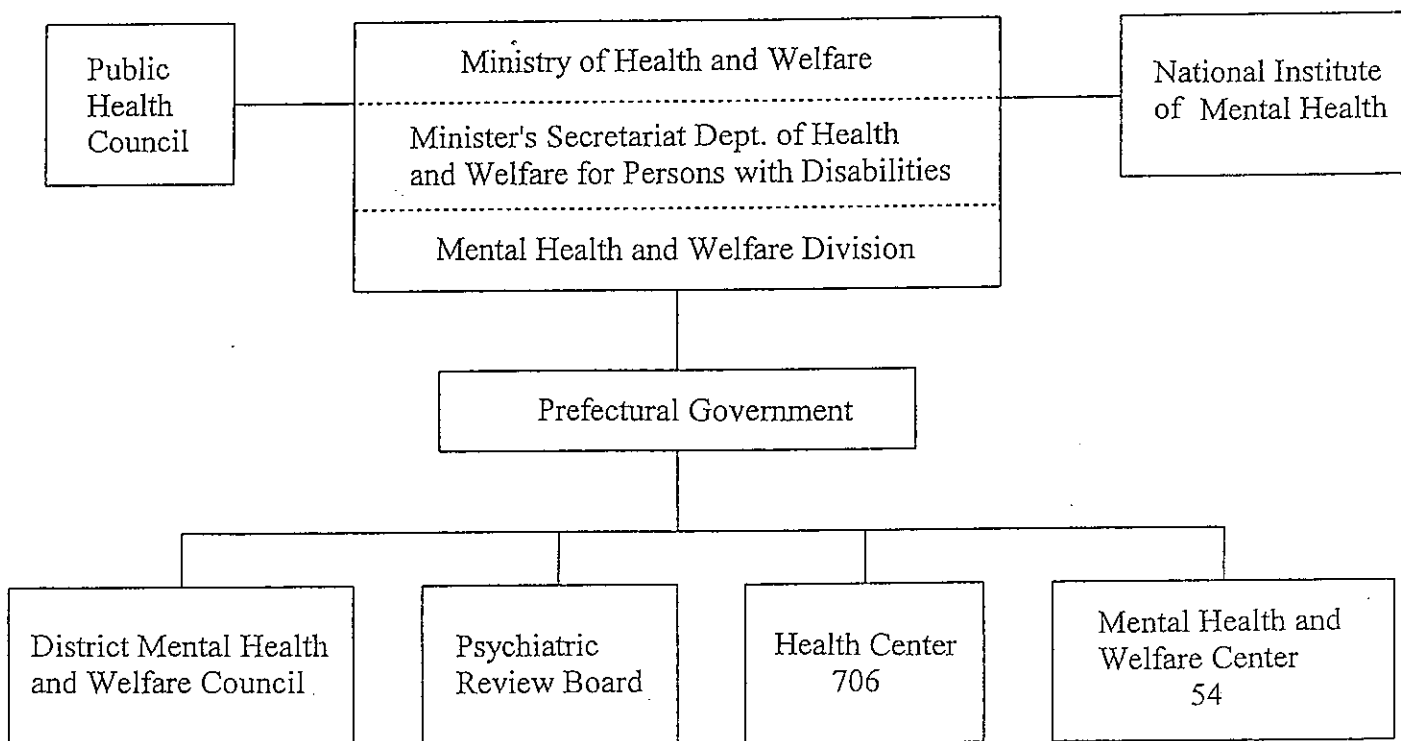 Public
Health
Council
Ministry of Health and Welfare
Minister's Secretariat Dept. of Health
and Welfare for Persons with Disabilities
Mental Health and Welfare Division
National Institute
of Mental Health
Prefectural Government
District Mental Health
and Welfare Council
Psychiatric
Review Board
Health Center
706
Mental Health and
Welfare Center
54